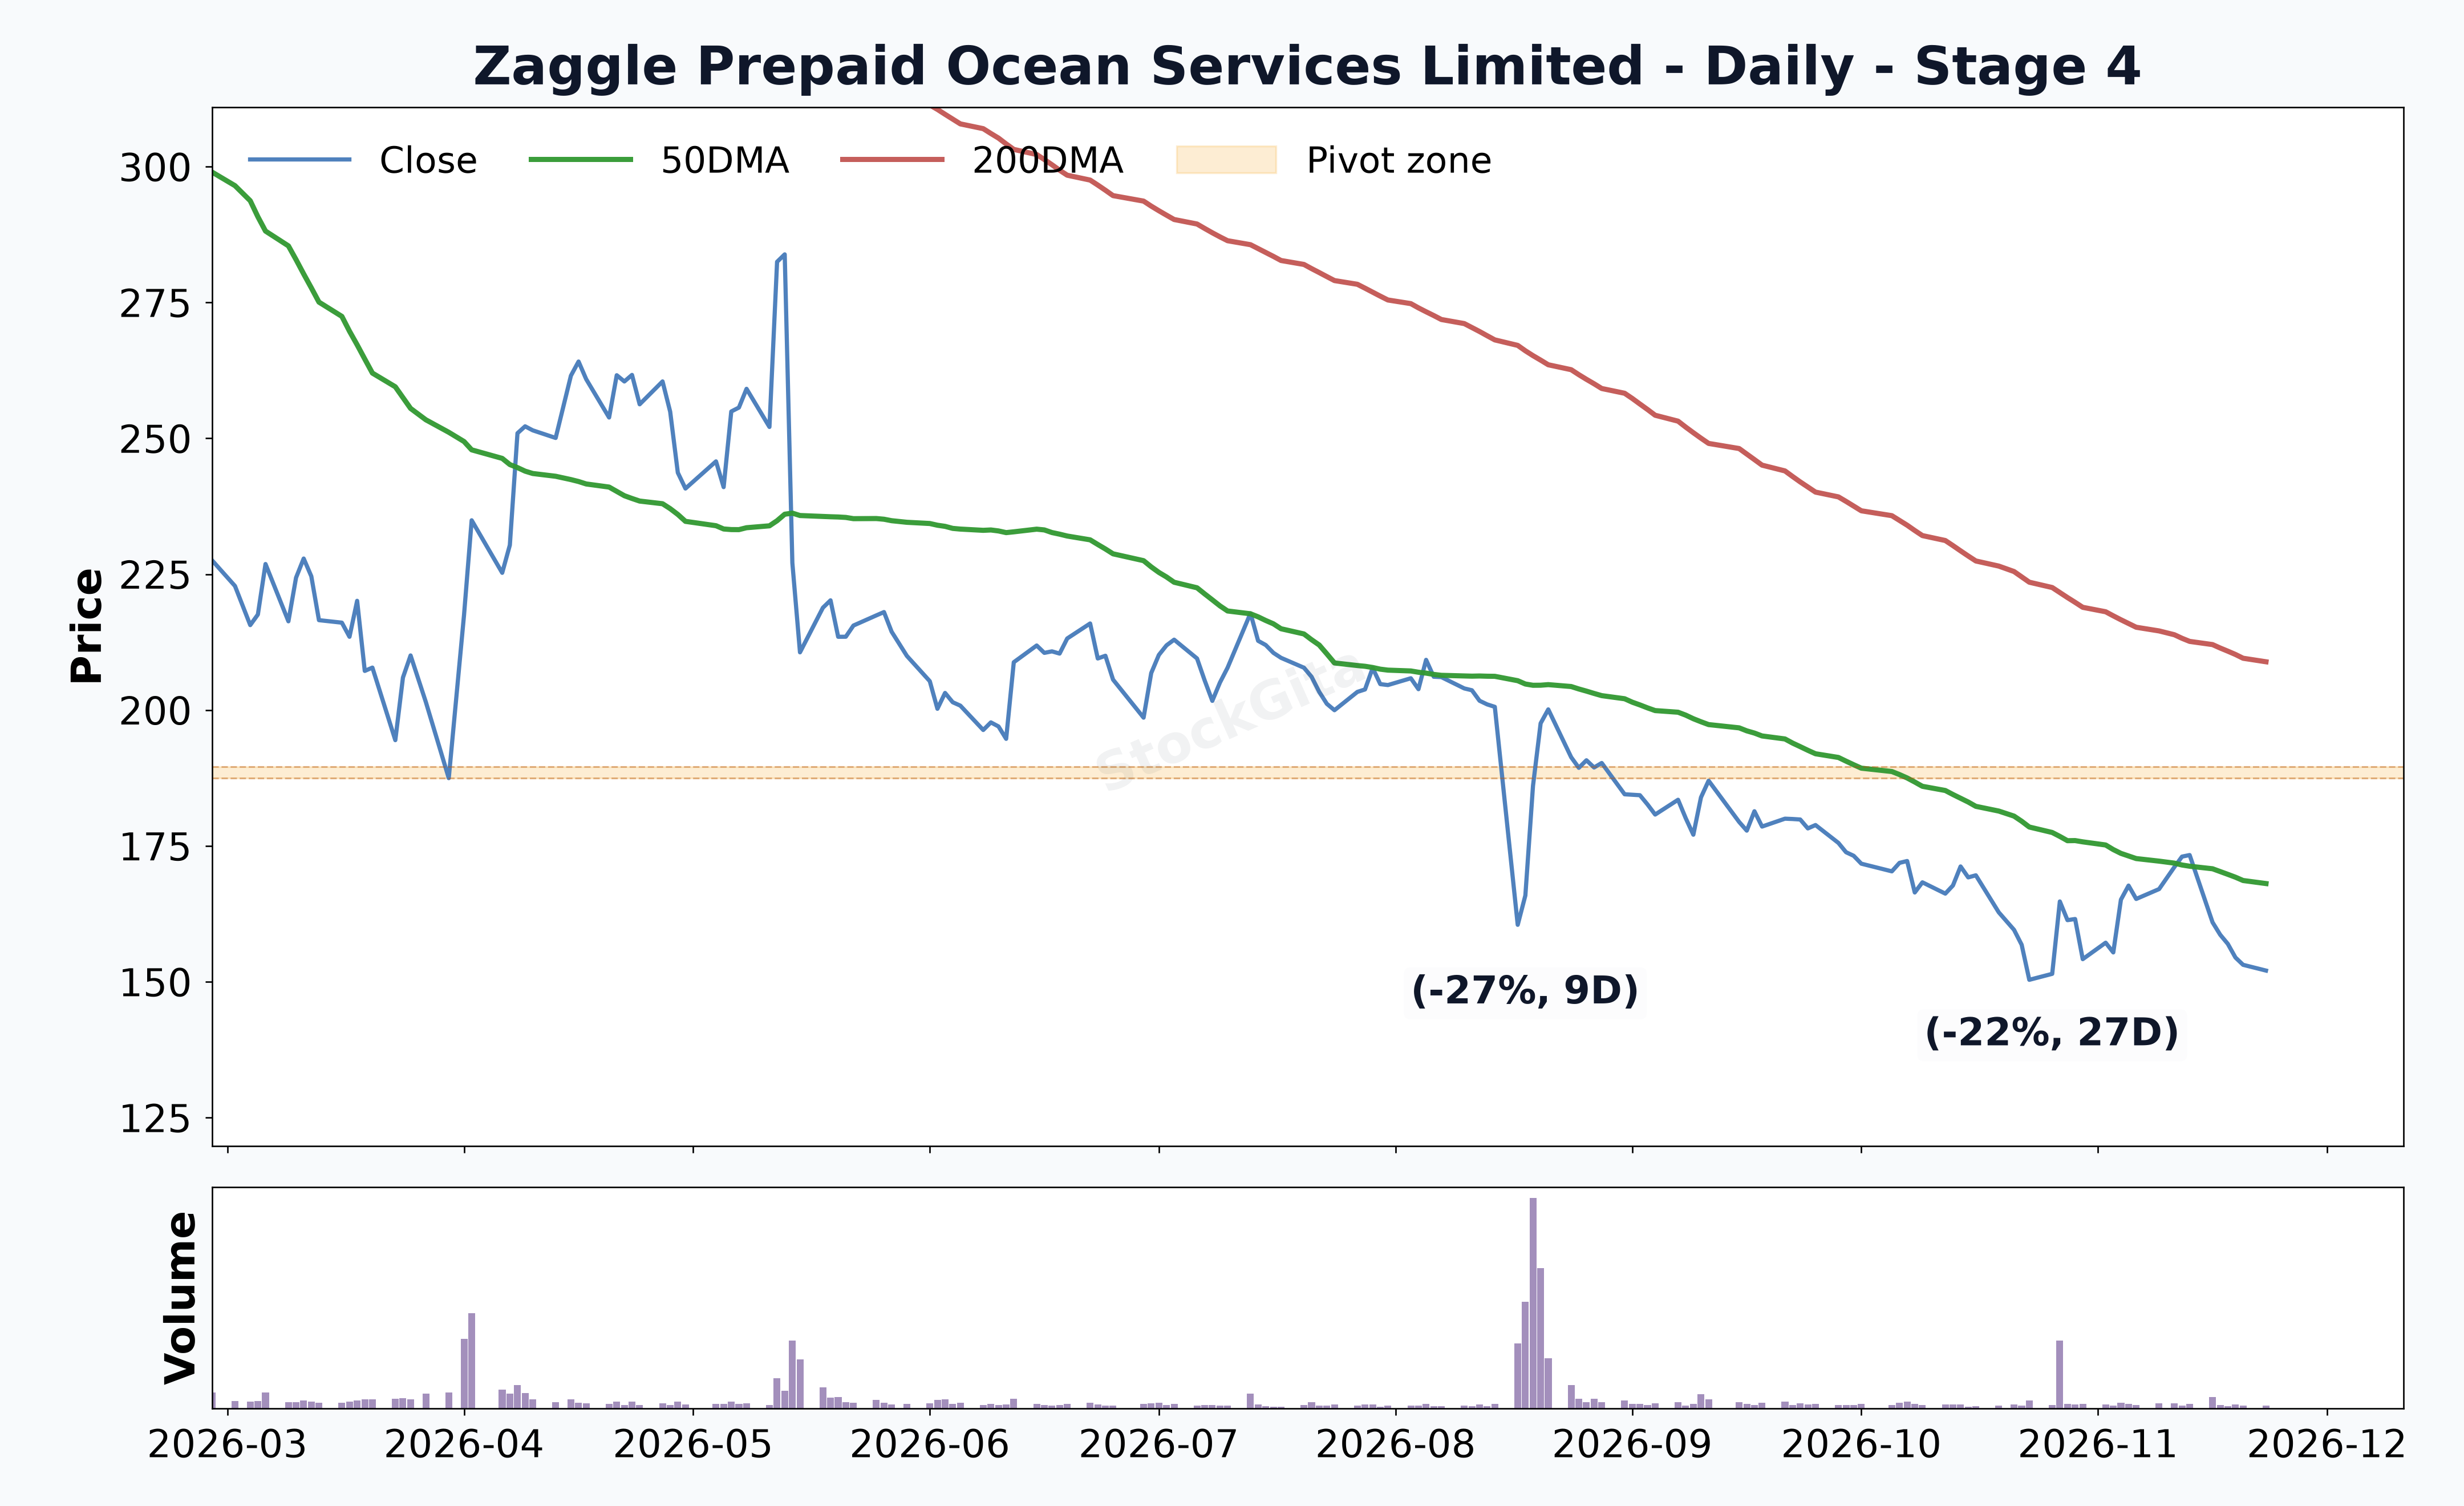 Zaggle Prepaid Ocean Services Limited - Daily - Stage 4
Close 50DMA 200DMA Pivot zone
300
275
250
225
200
175
150
125
Price
StockGita
(-27%, 9D)
(-22%, 27D)
Volume
2026-03 2026-04 2026-05 2026-06 2026-07 2026-08 2026-09 2026-10 2026-11 2026-12